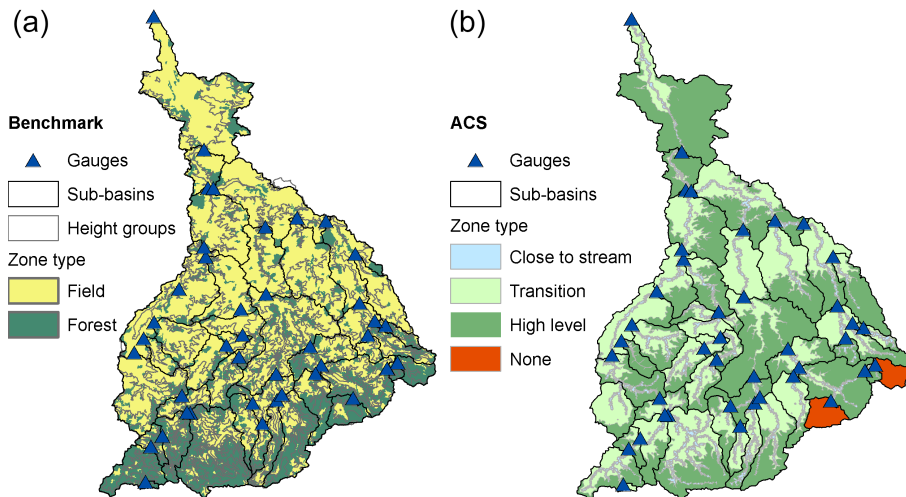 (a)
Benchmark
Gauges
Sub-basins
Height groups
Zone type
Field
Forest
(b)
ACS
Gauges
Sub-basins
Zone type
Close to stream
Transition
High level
None